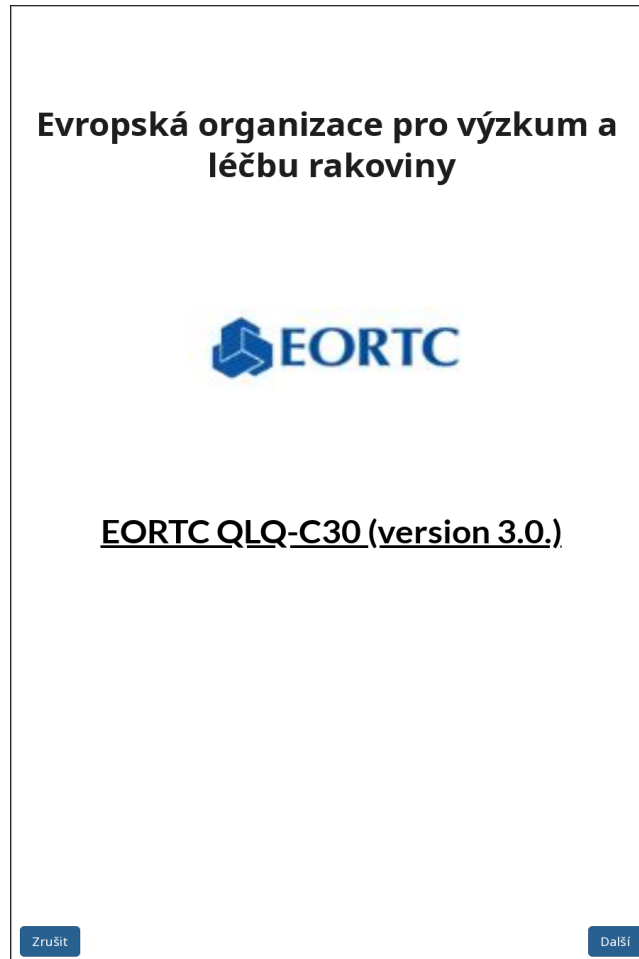 Evropská organizace pro výzkum a
léčbu rakoviny
EORTC
EORTC QLQ-C30 (version 3.0.)
Zrušit
Další